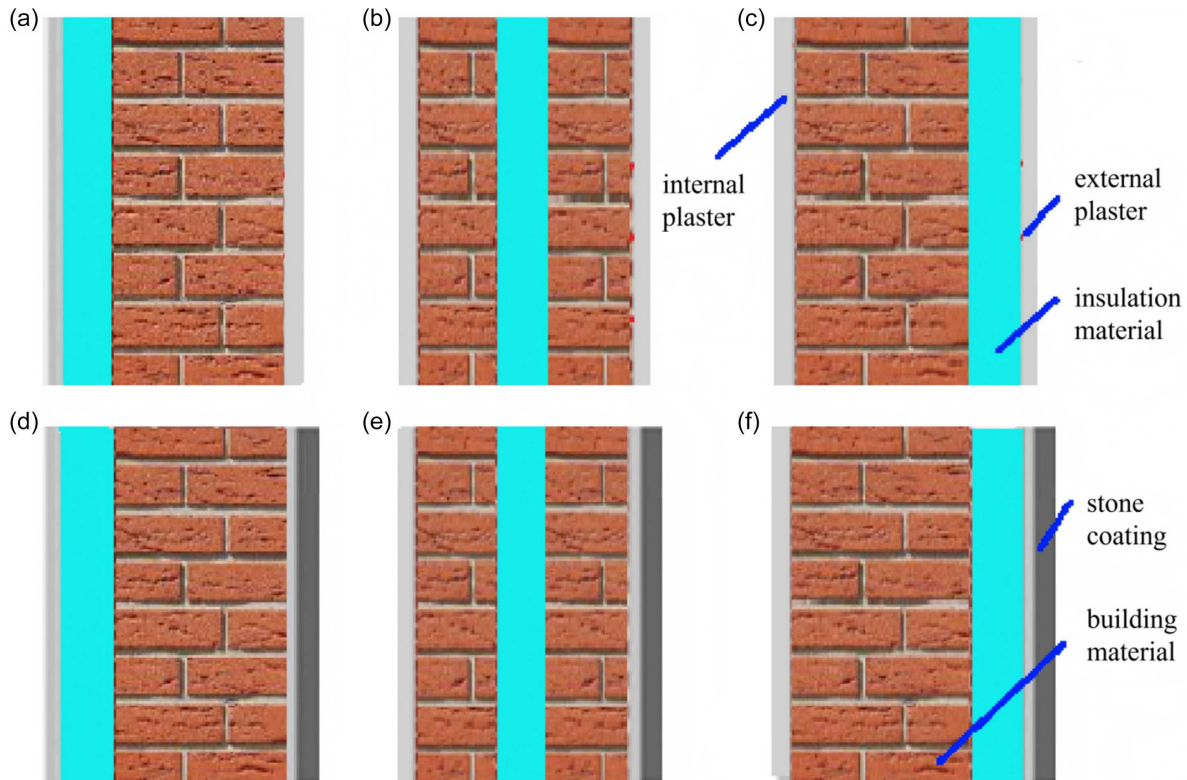 (a)
(b)
(c)
internal
plaster
external
plaster
insulation
material
(d)
(e)
(f)
stone
coating
building
material